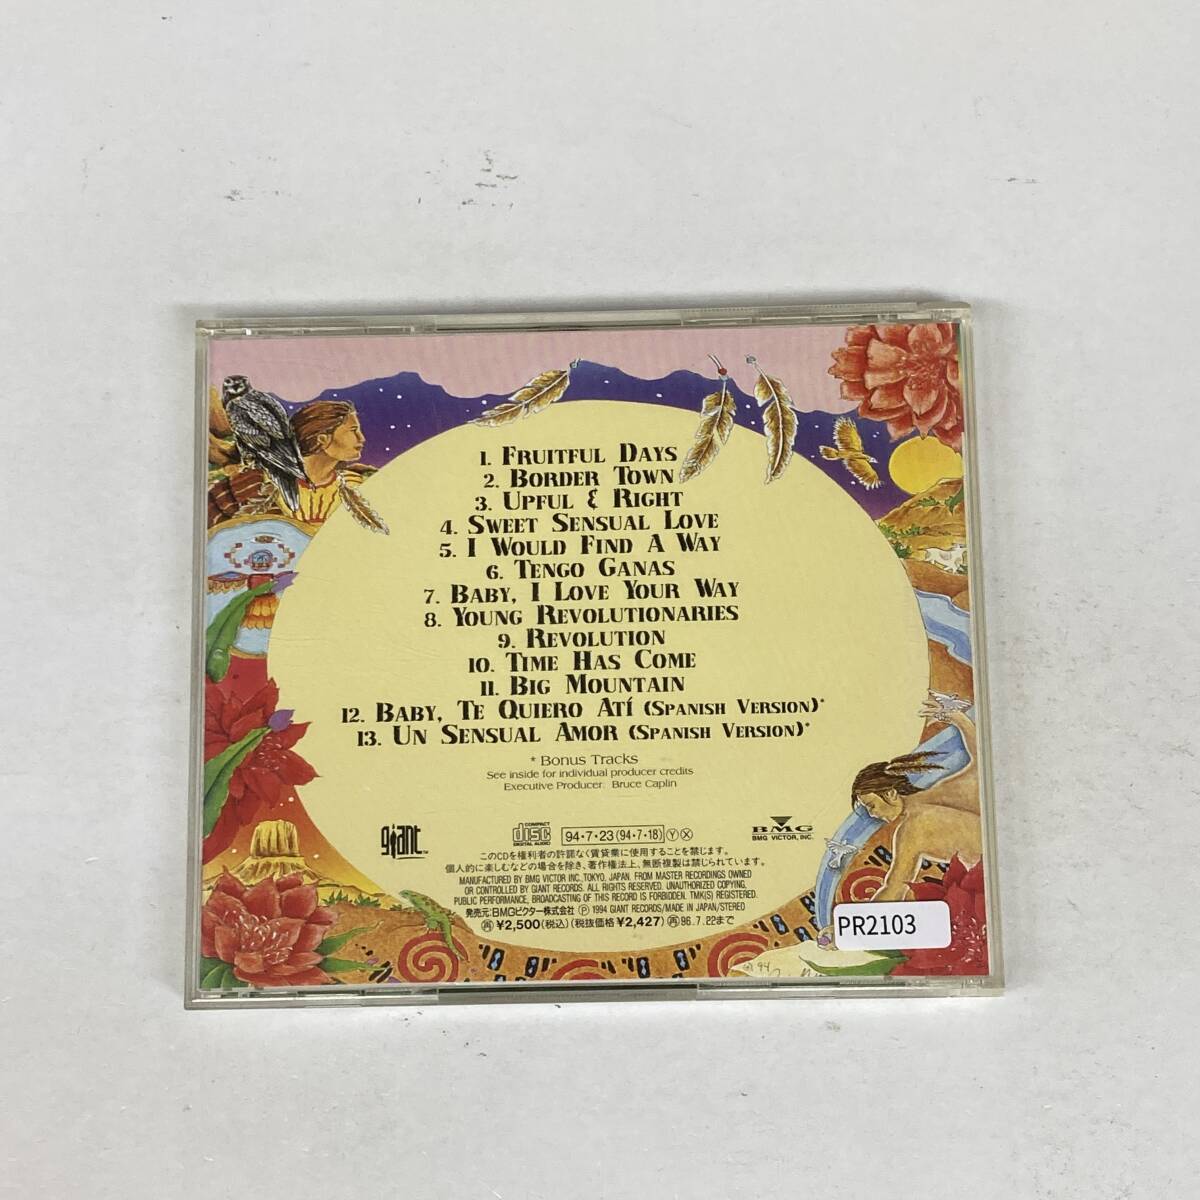 1. Fruitful Days
2. Border Town
3. Upful & Right
4. Sweet Sensual Love
5. I Would Find A Way
6. Tengo Ganas
7. Baby, I Love Your Way
8. Young Revolutionaries
9. Revolution
10. Time Has Come
11. Big Mountain
12. Baby, Te Quiero Atí (Spanish Version)*
13. Un Sensual Amor (Spanish Version)*
* Bonus Tracks
See inside for individual producer credits
Executive Producer: Bruce Caplin
giant™
COMPACT disc DIGITAL AUDIO
94・7・23(94・7・18) Ⓨ Ⓧ
BMG
BMG VICTOR, INC.
このCDを権利者の許諾なく賃貸業に使用することを禁じます。
個人的に楽しむなどの場合を除き、著作権法上、無断複製は禁じられています。
MANUFACTURED BY BMG VICTOR INC., TOKYO, JAPAN. FROM MASTER RECORDINGS OWNED
OR CONTROLLED BY GIANT RECORDS. ALL RIGHTS RESERVED. UNAUTHORIZED COPYING,
PUBLIC PERFORMANCE, BROADCASTING OF THIS RECORD IS FORBIDDEN. TMK(S) REGISTERED.
発売元:BMGビクター株式会社 Ⓟ 1994 GIANT RECORDS/MADE IN JAPAN/STEREO
㊢¥2,500(税込)(税抜価格¥2,427)㊢96.7.22まで
PR2103
94